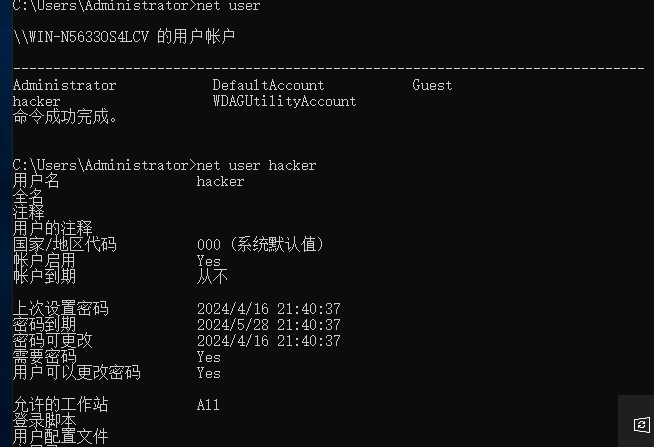 C:\Users\Administrator>net user
\\WIN-N5633OS4LCV 的用户帐户
-------------------------------------------------------------------------------
Administrator            DefaultAccount           Guest
hacker                   WDAGUtilityAccount
命令成功完成。
C:\Users\Administrator>net user hacker
用户名                 hacker
全名
注释
用户的注释
国家/地区代码          000 (系统默认值)
帐户启用               Yes
帐户到期               从不
上次设置密码           2024/4/16 21:40:37
密码到期               2024/5/28 21:40:37
密码可更改             2024/4/16 21:40:37
需要密码               Yes
用户可以更改密码       Yes
允许的工作站           All
登录脚本
用户配置文件